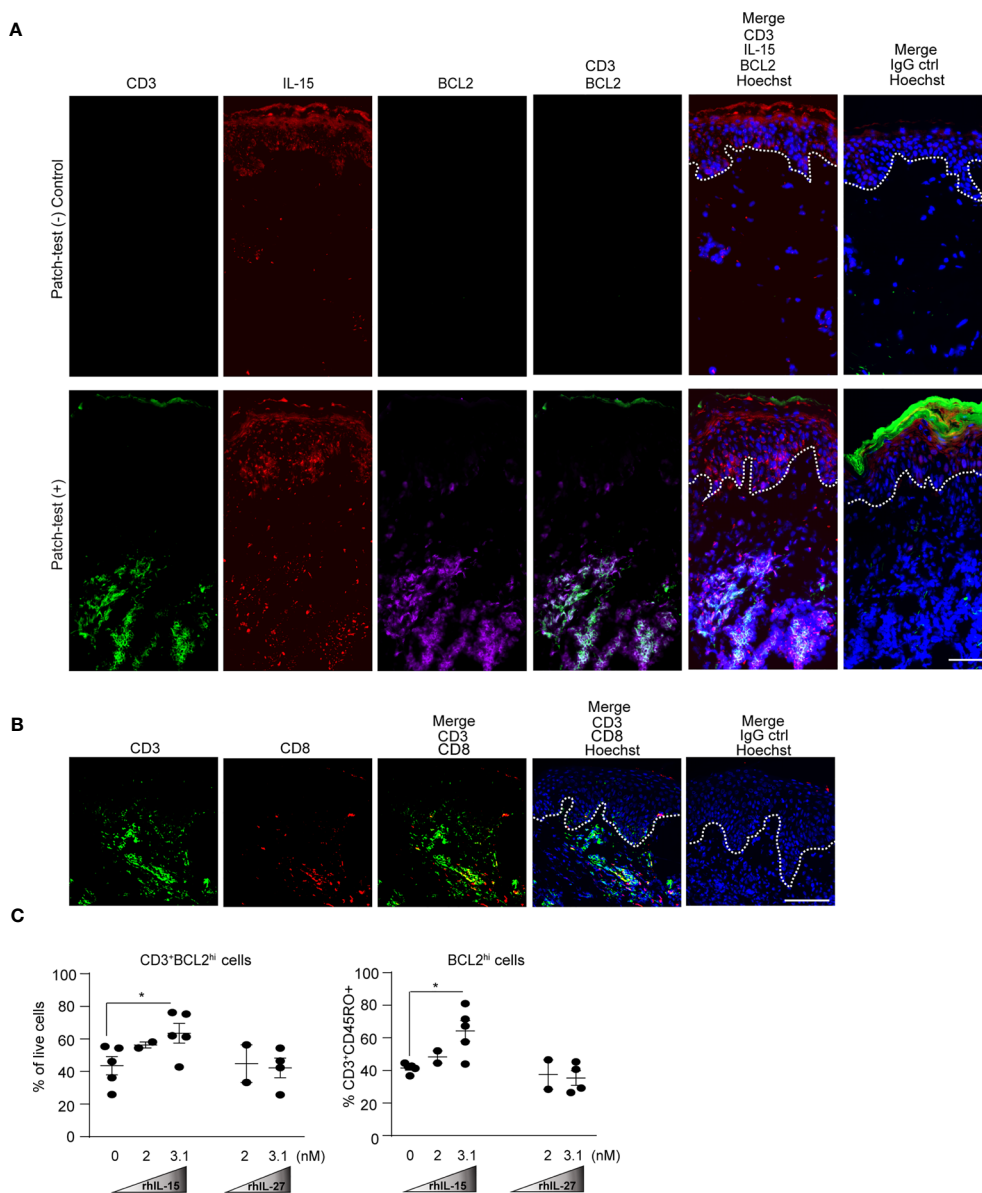 A
CD3
IL-15
BCL2
CD3
BCL2
Merge
CD3
IL-15
BCL2
Hoechst
Merge
IgG ctrl
Hoechst
Patch-test (-) Control
Patch-test (+)
B
CD3
CD8
Merge
CD3
CD8
Merge
CD3
CD8
Hoechst
Merge
IgG ctrl
Hoechst
C
CD3⁺BCL2ʰⁱ cells
% of live cells
100
80
60
40
20
0
*
0 2 3.1 2 3.1 (nM)
rhIL-15 rhIL-27
BCL2ʰⁱ cells
% CD3⁺CD45RO+
100
80
60
40
20
0
*
0 2 3.1 2 3.1 (nM)
rhIL-15 rhIL-27